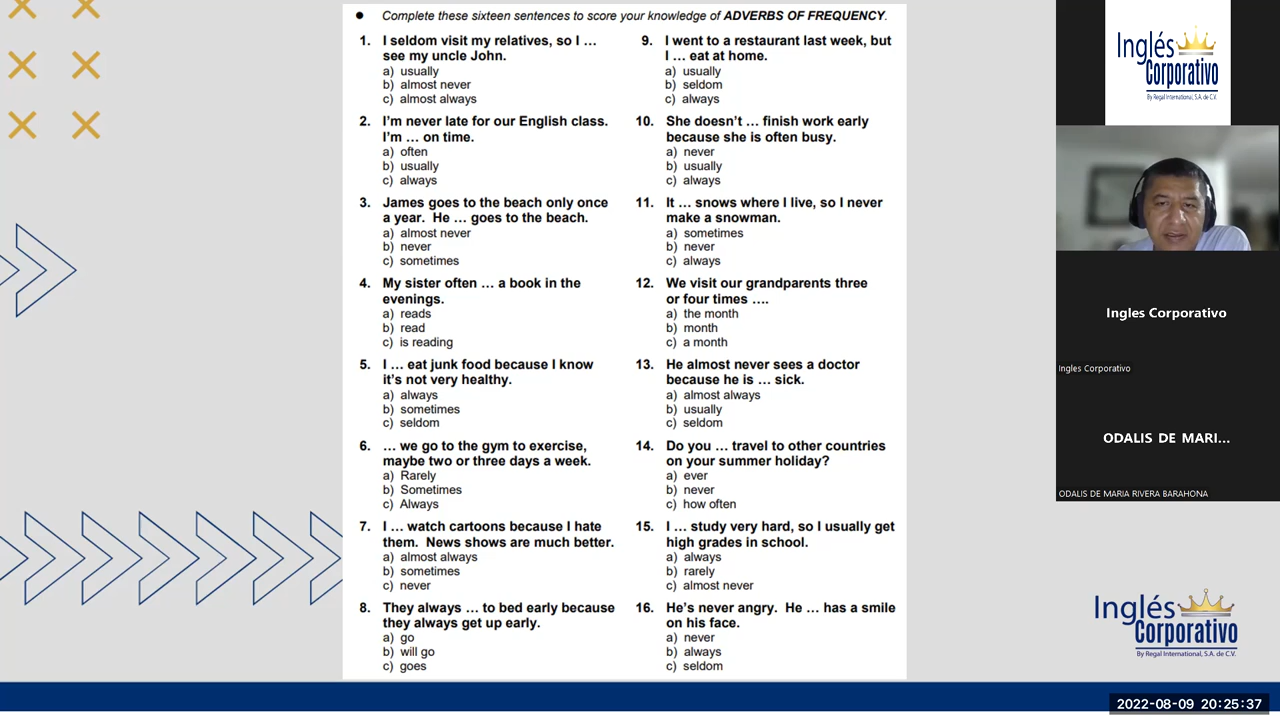 ● Complete these sixteen sentences to score your knowledge of ADVERBS OF FREQUENCY.
1. I seldom visit my relatives, so I …
see my uncle John.
a) usually
b) almost never
c) almost always
2. I’m never late for our English class.
I’m … on time.
a) often
b) usually
c) always
3. James goes to the beach only once
a year. He … goes to the beach.
a) almost never
b) never
c) sometimes
4. My sister often … a book in the
evenings.
a) reads
b) read
c) is reading
5. I … eat junk food because I know
it’s not very healthy.
a) always
b) sometimes
c) seldom
6. … we go to the gym to exercise,
maybe two or three days a week.
a) Rarely
b) Sometimes
c) Always
7. I … watch cartoons because I hate
them. News shows are much better.
a) almost always
b) sometimes
c) never
8. They always … to bed early because
they always get up early.
a) go
b) will go
c) goes
9. I went to a restaurant last week, but
I … eat at home.
a) usually
b) seldom
c) always
10. She doesn’t … finish work early
because she is often busy.
a) never
b) usually
c) always
11. It … snows where I live, so I never
make a snowman.
a) sometimes
b) never
c) always
12. We visit our grandparents three
or four times ….
a) the month
b) month
c) a month
13. He almost never sees a doctor
because he is … sick.
a) almost always
b) usually
c) seldom
14. Do you … travel to other countries
on your summer holiday?
a) ever
b) never
c) how often
15. I … study very hard, so I usually get
high grades in school.
a) always
b) rarely
c) almost never
16. He’s never angry. He … has a smile
on his face.
a) never
b) always
c) seldom
Inglés
Corporativo
By Regal International, S.A. de C.V.
Ingles Corporativo
Ingles Corporativo
ODALIS DE MARI...
ODALIS DE MARIA RIVERA BARAHONA
Inglés
Corporativo
By Regal International, S.A. de C.V.
2022-08-09 20:25:37